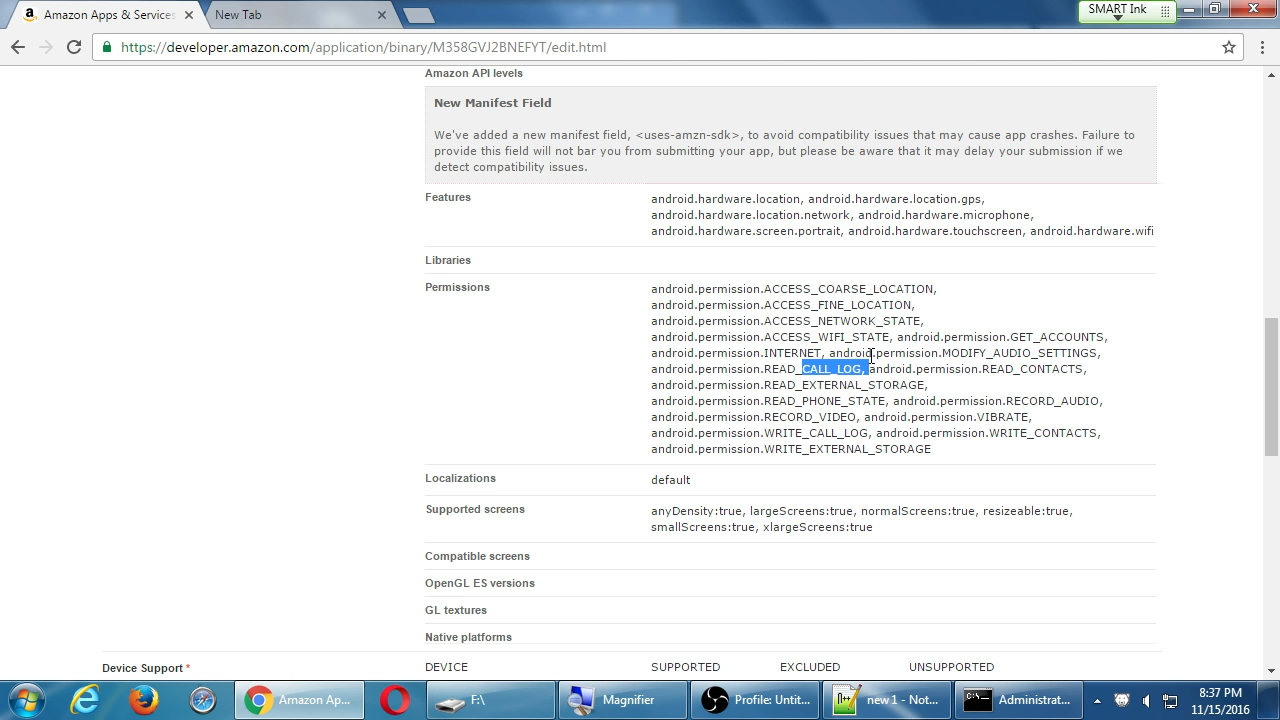 Amazon Apps & Services
New Tab
SMART Ink
https://developer.amazon.com/application/binary/M358GVJ2BNEFYT/edit.html
Amazon API levels
New Manifest Field
We've added a new manifest field, <uses-amzn-sdk>, to avoid compatibility issues that may cause app crashes. Failure to
provide this field will not bar you from submitting your app, but please be aware that it may delay your submission if we
detect compatibility issues.
Features
android.hardware.location, android.hardware.location.gps,
android.hardware.location.network, android.hardware.microphone,
android.hardware.screen.portrait, android.hardware.touchscreen, android.hardware.wifi
Libraries
Permissions
android.permission.ACCESS_COARSE_LOCATION,
android.permission.ACCESS_FINE_LOCATION,
android.permission.ACCESS_NETWORK_STATE,
android.permission.ACCESS_WIFI_STATE, android.permission.GET_ACCOUNTS,
android.permission.INTERNET, android.permission.MODIFY_AUDIO_SETTINGS,
android.permission.READ_CALL_LOG, android.permission.READ_CONTACTS,
android.permission.READ_EXTERNAL_STORAGE,
android.permission.READ_PHONE_STATE, android.permission.RECORD_AUDIO,
android.permission.RECORD_VIDEO, android.permission.VIBRATE,
android.permission.WRITE_CALL_LOG, android.permission.WRITE_CONTACTS,
android.permission.WRITE_EXTERNAL_STORAGE
Localizations
default
Supported screens
anyDensity:true, largeScreens:true, normalScreens:true, resizeable:true,
smallScreens:true, xlargeScreens:true
Compatible screens
OpenGL ES versions
GL textures
Native platforms
Device Support *
DEVICE SUPPORTED EXCLUDED UNSUPPORTED
Amazon Ap...
F:\
Magnifier
Profile: Untit...
new 1 - Not...
Administrat...
8:37 PM
11/15/2016